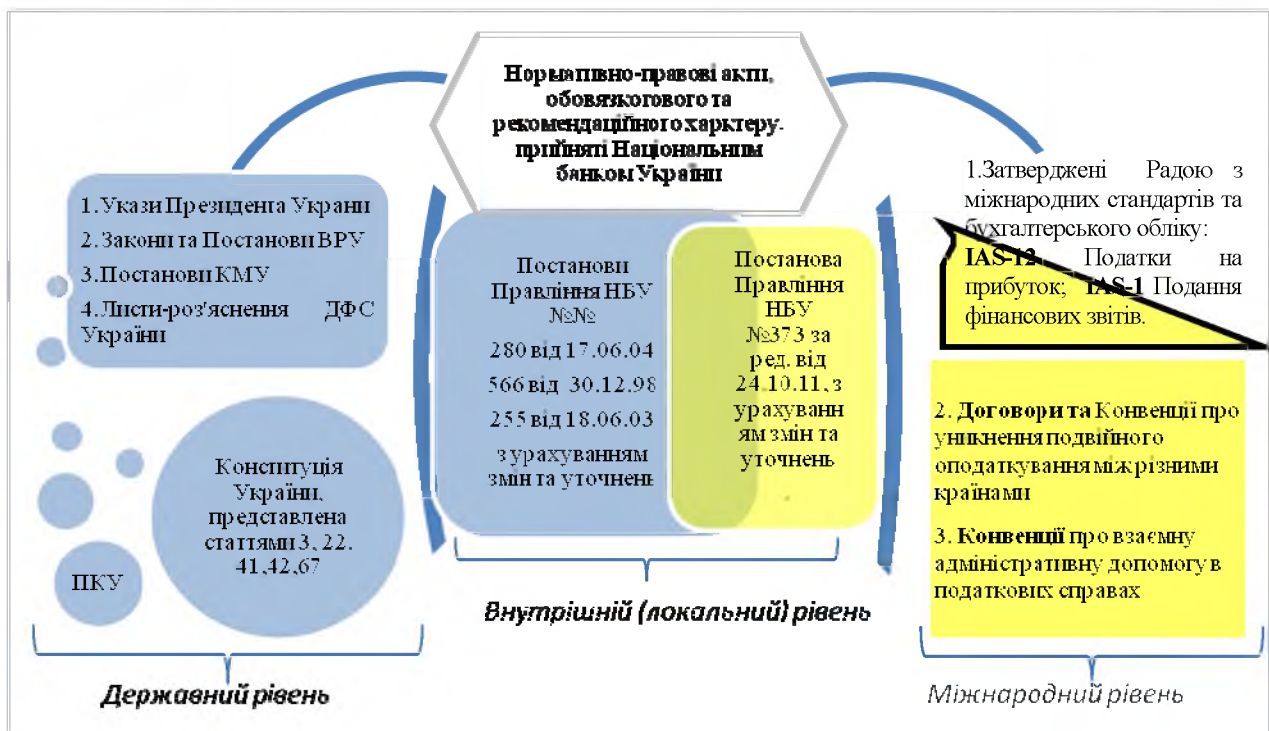 Нормативно-правові акти,
обовязкогового та
рекомендаційного харктеру.
прийняті Національним
банком України
1.Укази Президента Украни
2.Закони та Постанови ВРУ
3.Постанови КМУ
4.Листи-роз'яснення ДФС
України
Конституція
України,
представлена
статтями 3, 22.
41,42,67
ПКУ
Державний рівень
Постанови
Правління НБУ
№№
280 від 17.06.04
566 від 30.12.98
255 від 18.06.03
з урахуванням
змін та уточнень
Постанова
Правління
НБУ
№373 за
ред. від
24.10.11, з
урахуванн
ям змін та
уточнень
Внутрішній (локальний) рівень
1.Затверджені Радою з
міжнародних стандартів та
бухгалтерського обліку:
IAS-12 Податки на
прибуток; IAS-1 Подання
фінансових звітів.
2. Договори та Конвенції про
уникнення подвійного
оподаткування між різними
країнами
3. Конвенції про взаємну
адміністративну допомогу в
податкових справах
Міжнародний рівень